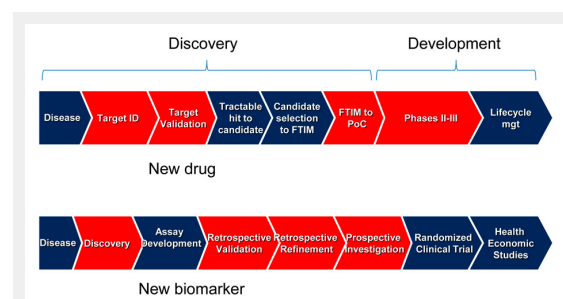 Discovery
Development
Disease
Target ID
Target
Validation
Tractable
hit to
candidate
Candidate
selection
to FTIM
FTIM to
PoC
Phases II-III
Lifecycle
mgt
New drug
Disease
Discovery
Assay
Development
Retrospective
Validation
Retrospective
Refinement
Prospective
Investigation
Randomized
Clinical Trial
Health
Economic
Studies
New biomarker